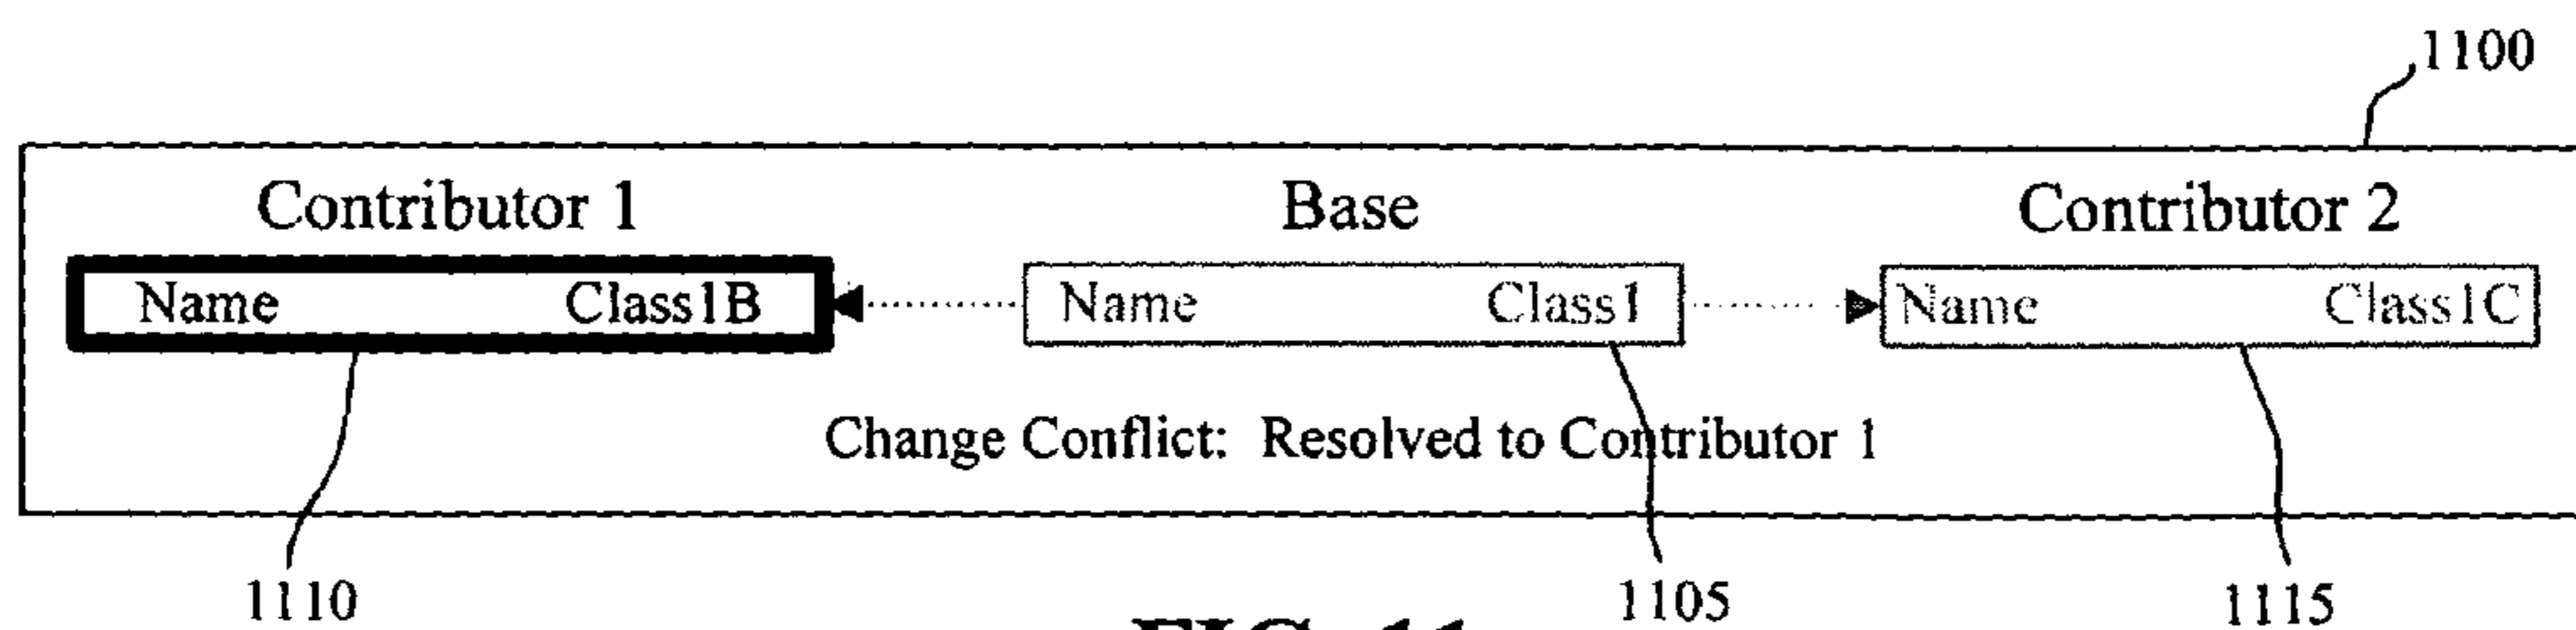 1100
Contributor 1 Base Contributor 2
Name Class1B Name Class1 Name Class1C
Change Conflict: Resolved to Contributor 1
1110 1105 1115